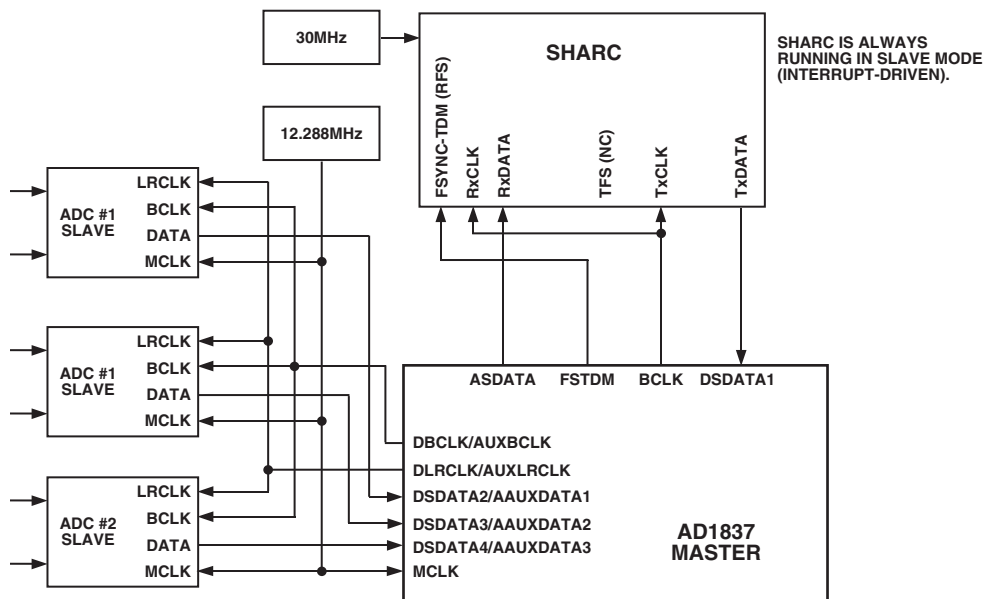 30MHz
SHARC
SHARC IS ALWAYS
RUNNING IN SLAVE MODE
(INTERRUPT-DRIVEN).
12.288MHz
FSYNC-TDM (RFS)
RxCLK
RxDATA
TFS (NC)
TxCLK
TxDATA
ADC #1
SLAVE
LRCLK
BCLK
DATA
MCLK
ADC #1
SLAVE
LRCLK
BCLK
DATA
MCLK
ADC #2
SLAVE
LRCLK
BCLK
DATA
MCLK
ASDATA
FSTDM
BCLK
DSDATA1
DBCLK/AUXBCLK
DLRCLK/AUXLRCLK
DSDATA2/AAUXDATA1
DSDATA3/AAUXDATA2
DSDATA4/AAUXDATA3
MCLK
AD1837
MASTER